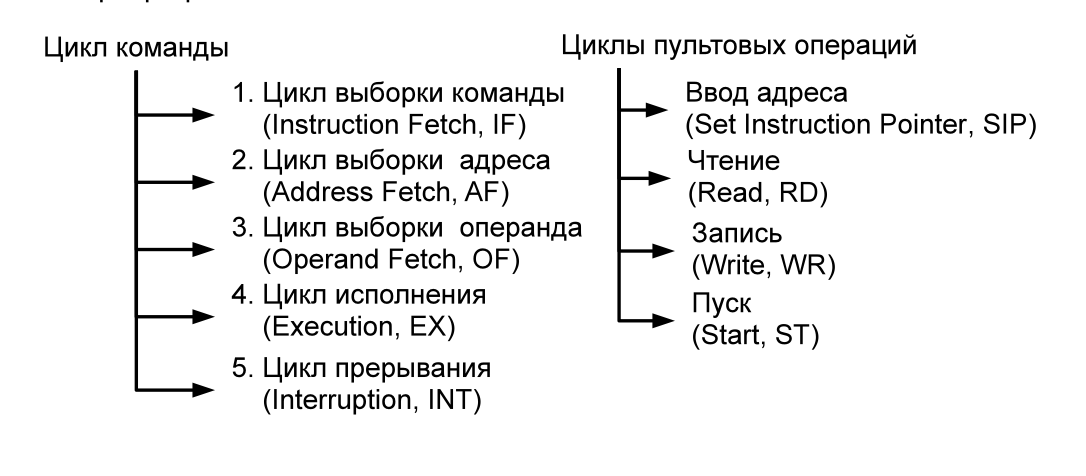 Цикл команды
1. Цикл выборки команды
(Instruction Fetch, IF)
2. Цикл выборки адреса
(Address Fetch, AF)
3. Цикл выборки операнда
(Operand Fetch, OF)
4. Цикл исполнения
(Execution, EX)
5. Цикл прерывания
(Interruption, INT)
Циклы пультовых операций
Ввод адреса
(Set Instruction Pointer, SIP)
Чтение
(Read, RD)
Запись
(Write, WR)
Пуск
(Start, ST)